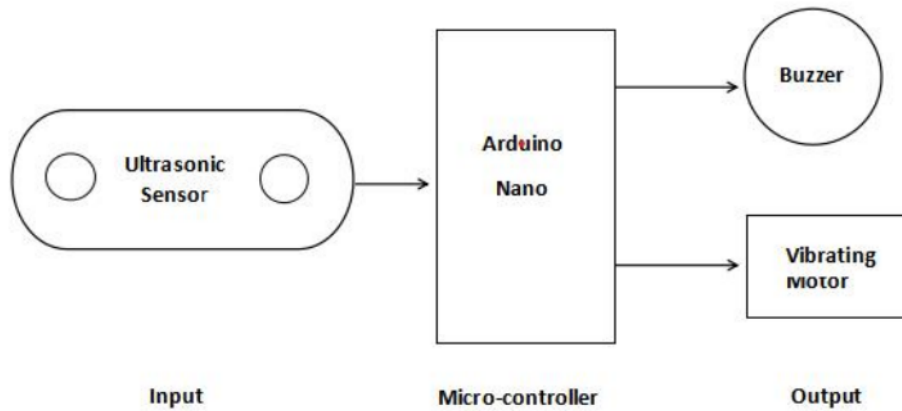 Ultrasonic
Sensor
Arduino
Nano
Buzzer
Vibrating
Motor
Input
Micro-controller
Output